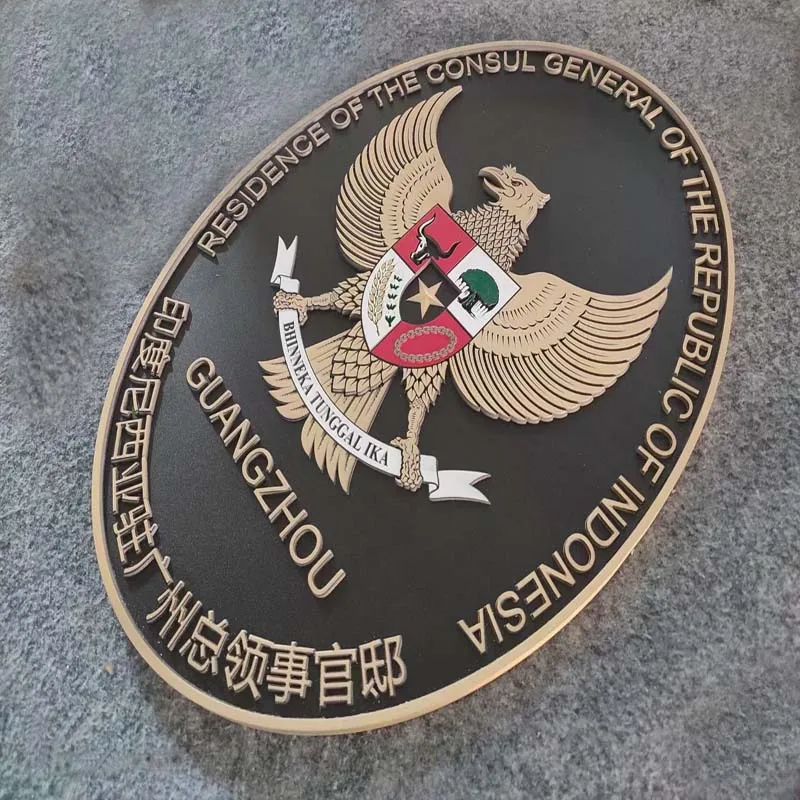 RESIDENCE OF THE CONSUL GENERAL OF THE REPUBLIC OF INDONESIA
BHINNEKA TUNGGAL IKA
GUANGZHOU
印度尼西亚驻广州总领事官邸